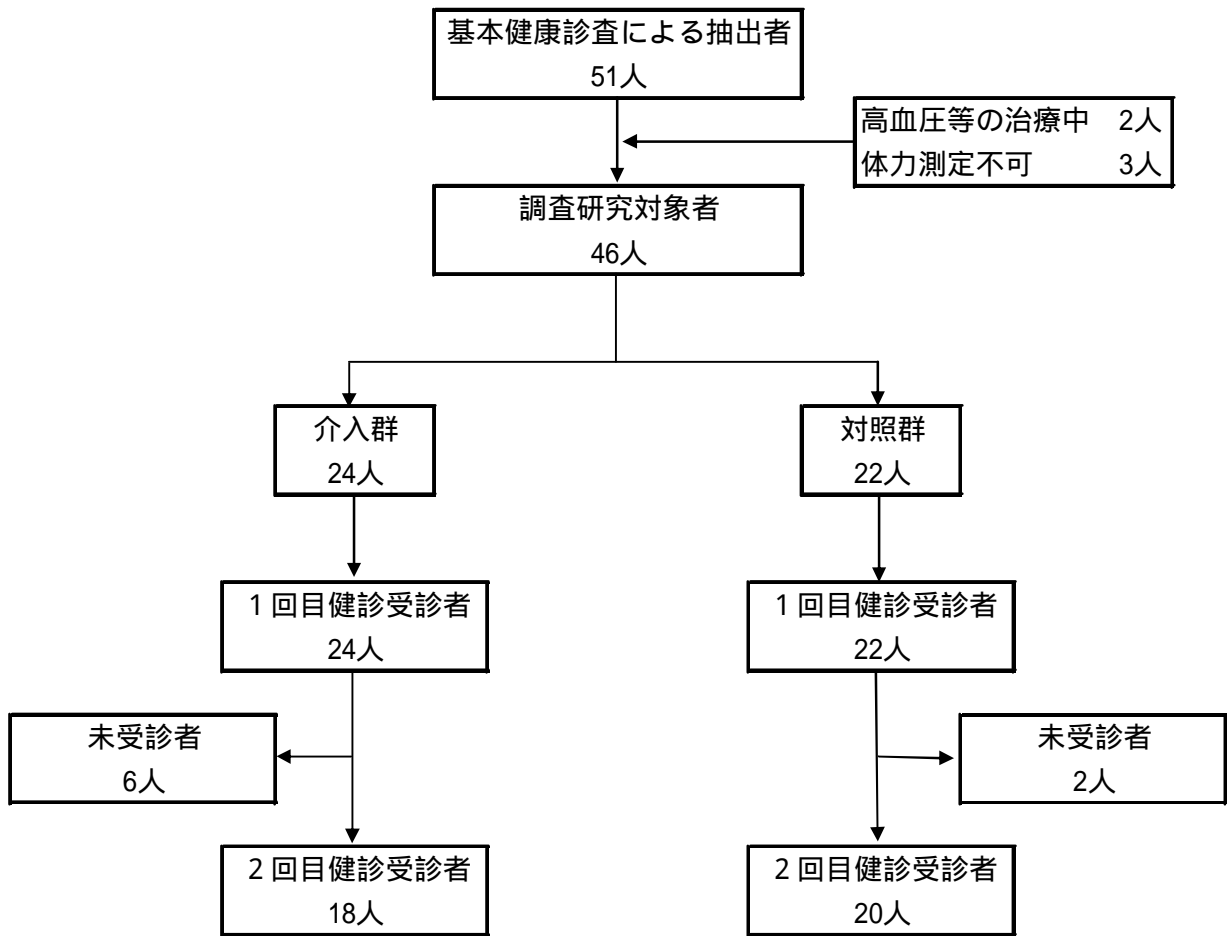 基本健康診査による抽出者
51人
高血圧等の治療中 2人
体力測定不可 3人
調査研究対象者
46人
介入群
24人
対照群
22人
1回目健診受診者
24人
1回目健診受診者
22人
未受診者
6人
未受診者
2人
2回目健診受診者
18人
2回目健診受診者
20人